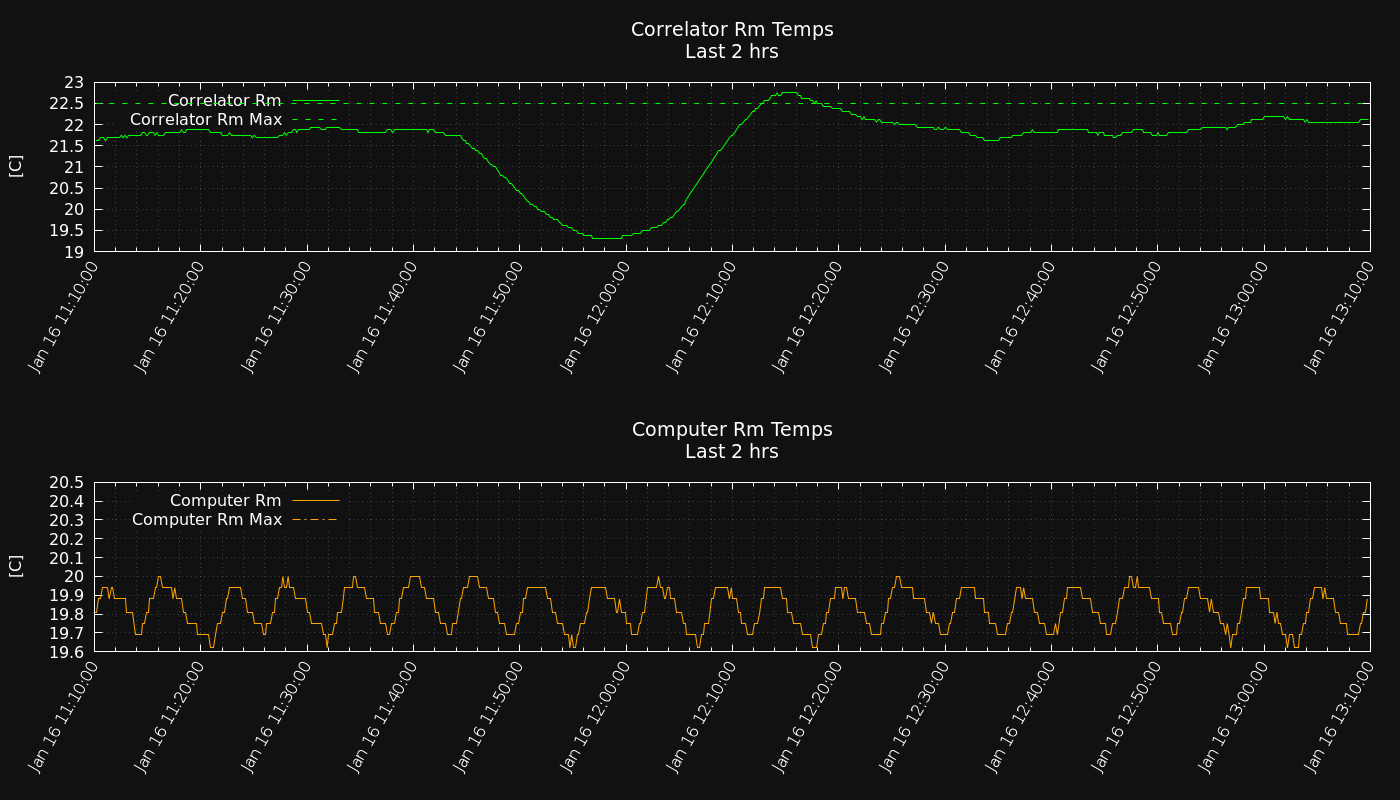 Correlator Rm Temps
Last 2 hrs
[C]
23
22.5
22
21.5
21
20.5
20
19.5
19
Correlator Rm
Correlator Rm Max
Jan 16 11:10:00
Jan 16 11:20:00
Jan 16 11:30:00
Jan 16 11:40:00
Jan 16 11:50:00
Jan 16 12:00:00
Jan 16 12:10:00
Jan 16 12:20:00
Jan 16 12:30:00
Jan 16 12:40:00
Jan 16 12:50:00
Jan 16 13:00:00
Jan 16 13:10:00
Computer Rm Temps
Last 2 hrs
[C]
20.5
20.4
20.3
20.2
20.1
20
19.9
19.8
19.7
19.6
Computer Rm
Computer Rm Max
Jan 16 11:10:00
Jan 16 11:20:00
Jan 16 11:30:00
Jan 16 11:40:00
Jan 16 11:50:00
Jan 16 12:00:00
Jan 16 12:10:00
Jan 16 12:20:00
Jan 16 12:30:00
Jan 16 12:40:00
Jan 16 12:50:00
Jan 16 13:00:00
Jan 16 13:10:00